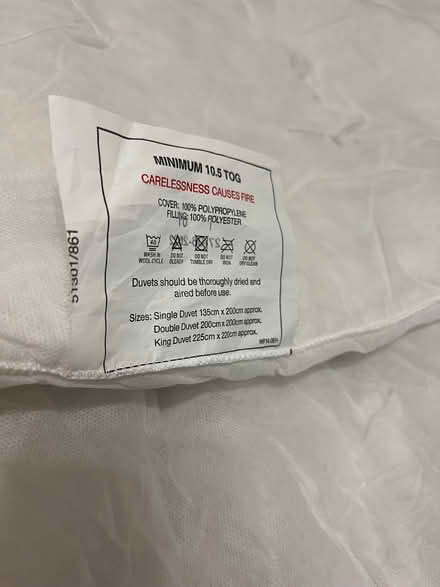 MINIMUM 10.5 TOG
CARELESSNESS CAUSES FIRE
COVER: 100% POLYPROPYLENE
FILLING: 100% POLYESTER
40
WASH IN WOOL CYCLE
DO NOT BLEACH
DO NOT TUMBLE DRY
DO NOT IRON
DO NOT DRY CLEAN
Duvets should be thoroughly dried and
aired before use.
Sizes: Single Duvet 135cm x 200cm approx.
Double Duvet 200cm x 200cm approx.
King Duvet 225cm x 220cm approx.